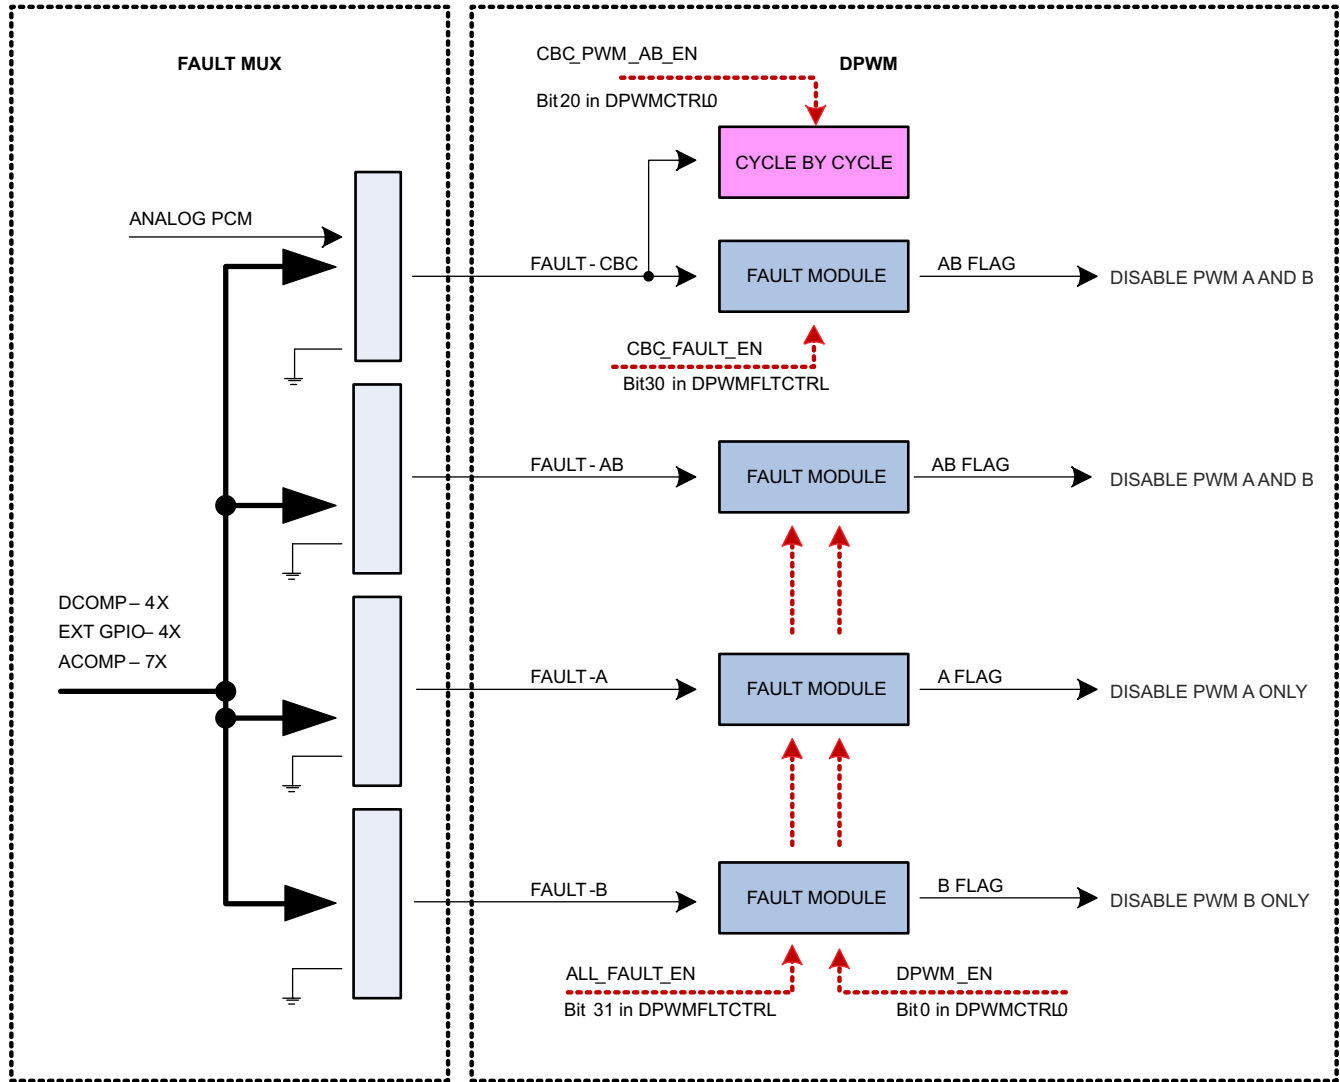 FAULT MUX
ANALOG PCM
DCOMP – 4X
EXT GPIO – 4X
ACOMP – 7X
DPWM
CBC_PWM_AB_EN
Bit20 in DPWMCTRL0
CYCLE BY CYCLE
FAULT - CBC
FAULT MODULE
AB FLAG
DISABLE PWM A AND B
CBC_FAULT_EN
Bit30 in DPWMFLTCTRL
FAULT - AB
FAULT MODULE
AB FLAG
DISABLE PWM A AND B
FAULT -A
FAULT MODULE
A FLAG
DISABLE PWM A ONLY
FAULT -B
FAULT MODULE
B FLAG
DISABLE PWM B ONLY
ALL_FAULT_EN
Bit 31 in DPWMFLTCTRL
DPWM_EN
Bit0 in DPWMCTRL0